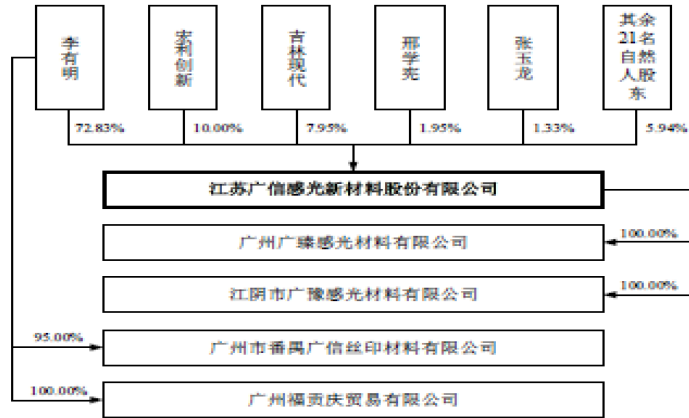 李有明
宏利创新
吉林现代
邢学宪
张玉龙
其余
21名
自然
人股
东
72.83%
10.00%
7.95%
1.95%
1.33%
5.94%
江苏广信感光新材料股份有限公司
广州广臻感光材料有限公司
100.00%
江阴市广豫感光材料有限公司
100.00%
95.00%
广州市番禺广信丝印材料有限公司
100.00%
广州福贡庆贸易有限公司